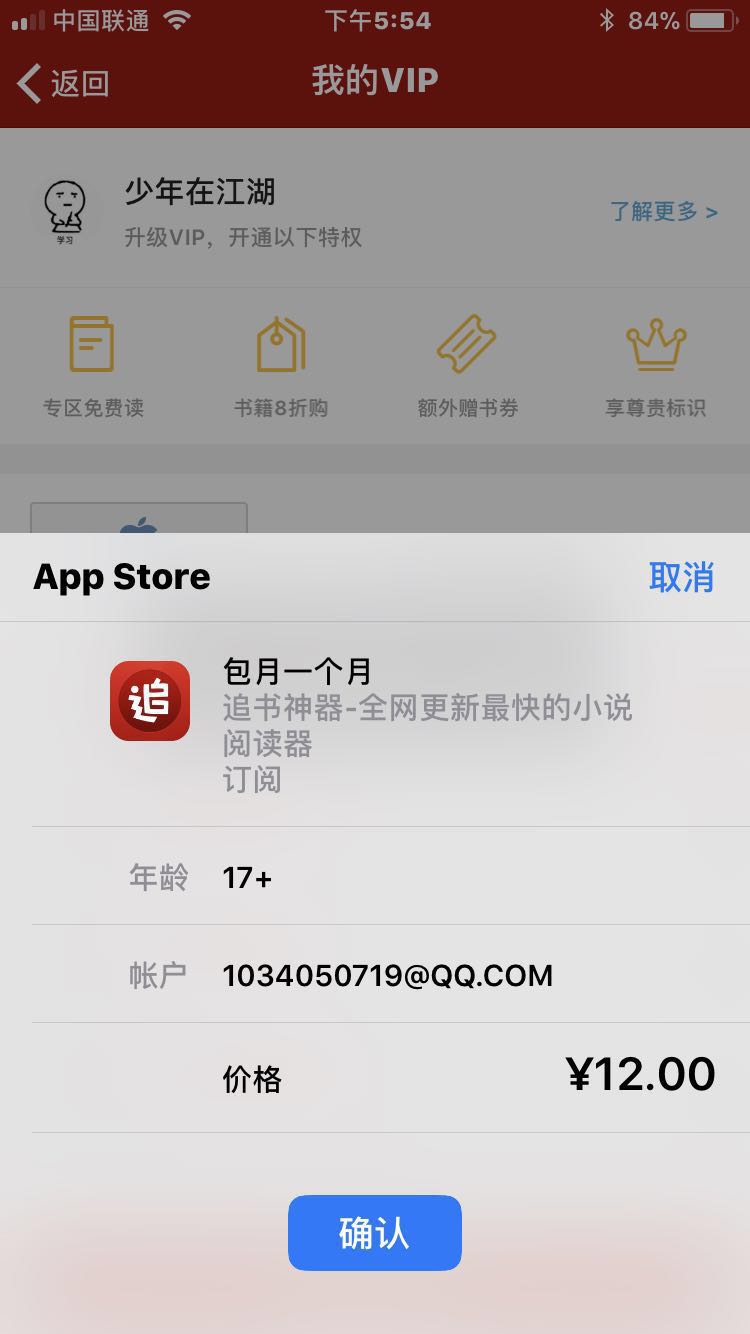 中国联通
下午5:54
84%
返回
我的VIP
少年在江湖
学习
升级VIP，开通以下特权
了解更多 >
专区免费读
书籍8折购
额外赠书券
享尊贵标识
App Store
取消
追
包月一个月
追书神器-全网更新最快的小说
阅读器
订阅
年龄
17+
帐户
1034050719@QQ.COM
价格
¥12.00
确认